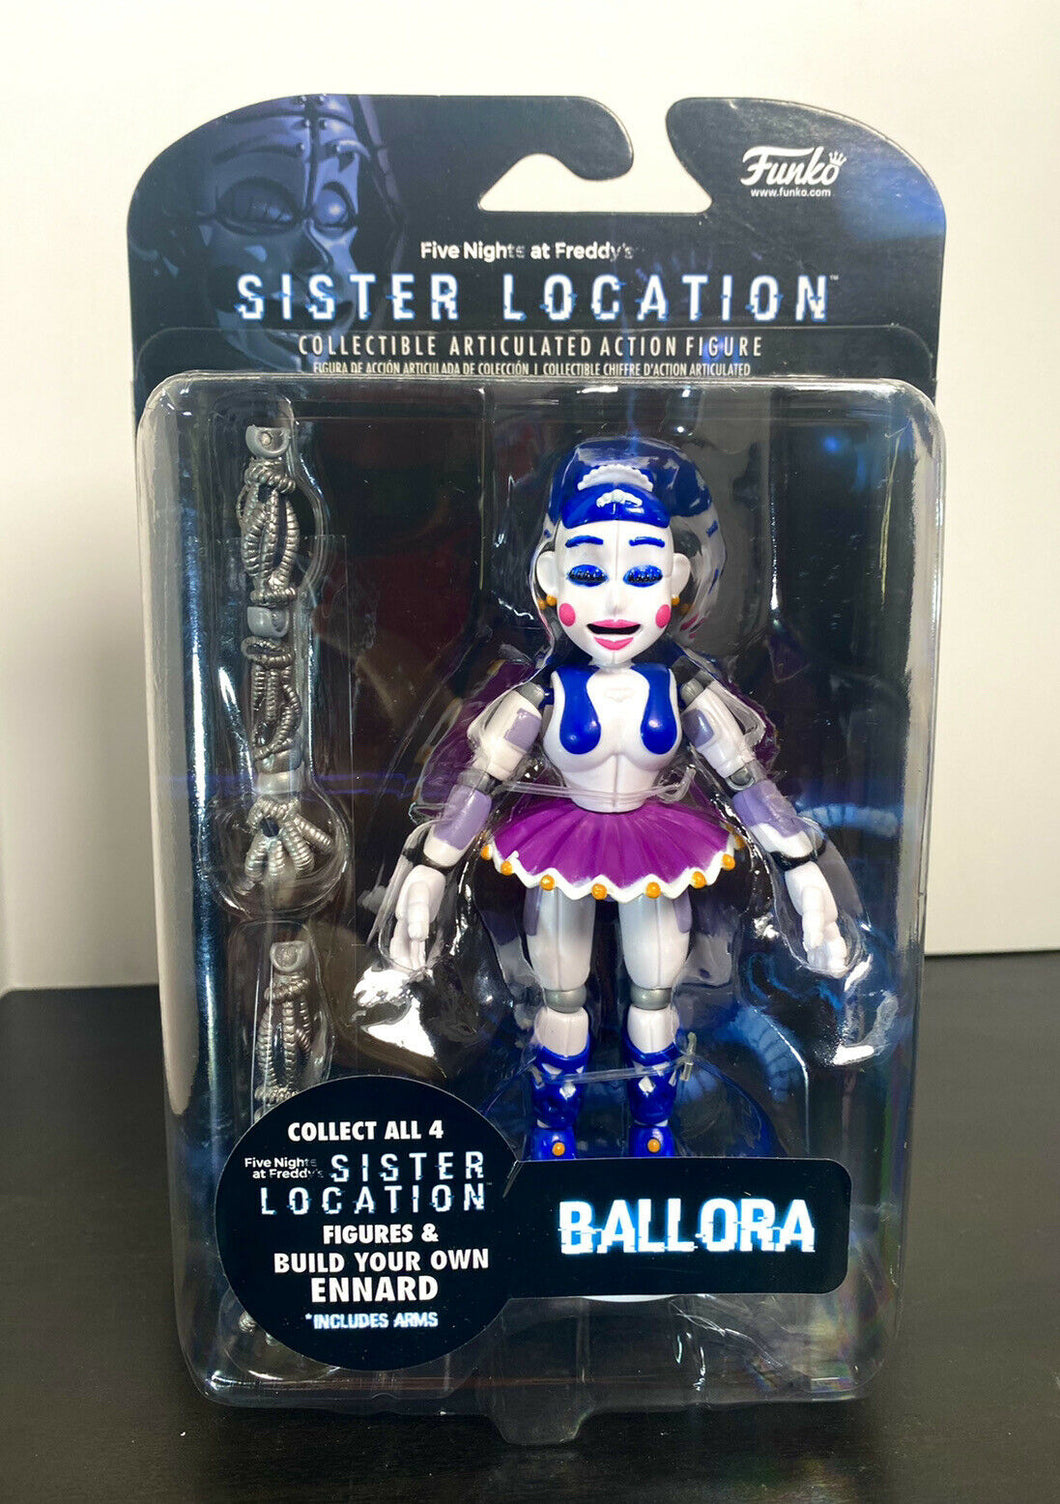 Funko
www.funko.com
Five Nights at Freddy's
SISTER LOCATION™
COLLECTIBLE ARTICULATED ACTION FIGURE
FIGURA DE ACCIÓN ARTICULADA DE COLECCIÓN | COLLECTIBLE CHIFFRE D'ACTION ARTICULATED
COLLECT ALL 4
Five Nights
at Freddy's
SISTER
LOCATION™
FIGURES &
BUILD YOUR OWN
ENNARD
*INCLUDES ARMS
BALLORA